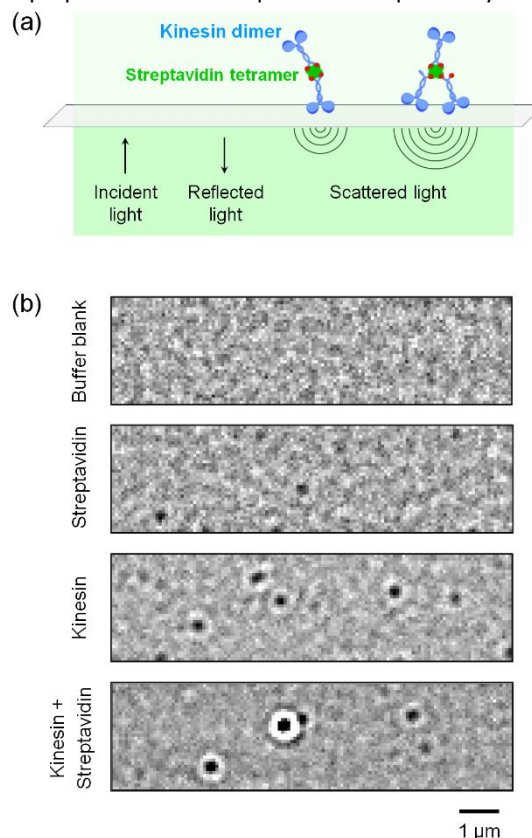 (a)
Kinesin dimer
Streptavidin tetramer
Incident
light
Reflected
light
Scattered light
(b)
Buffer blank
Streptavidin
Kinesin
Kinesin +
Streptavidin
1 µm